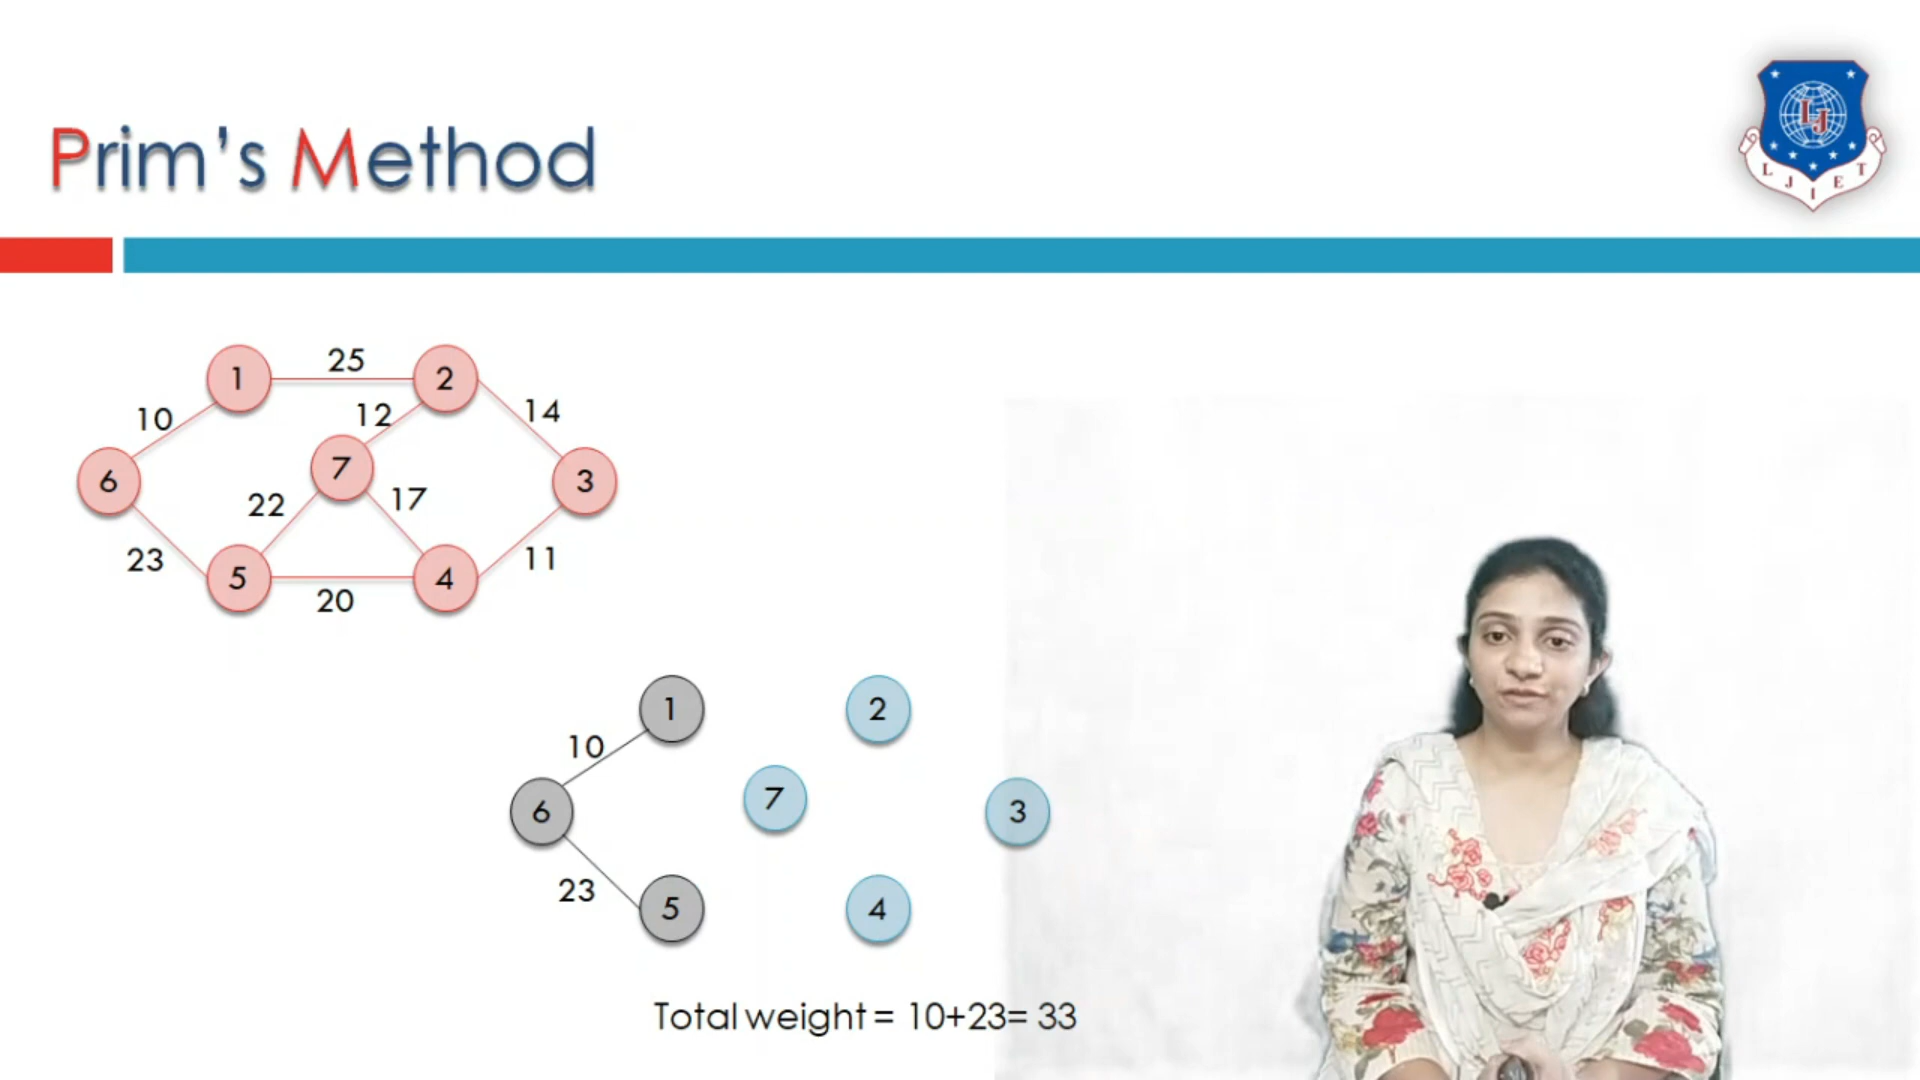 Prim's Method
L J I E T
LJ
1 25 2
10 12 14
6 7 3
22 17
23 11
5 20 4
1 2
10
6 7 3
23
5 4
Total weight = 10+23= 33